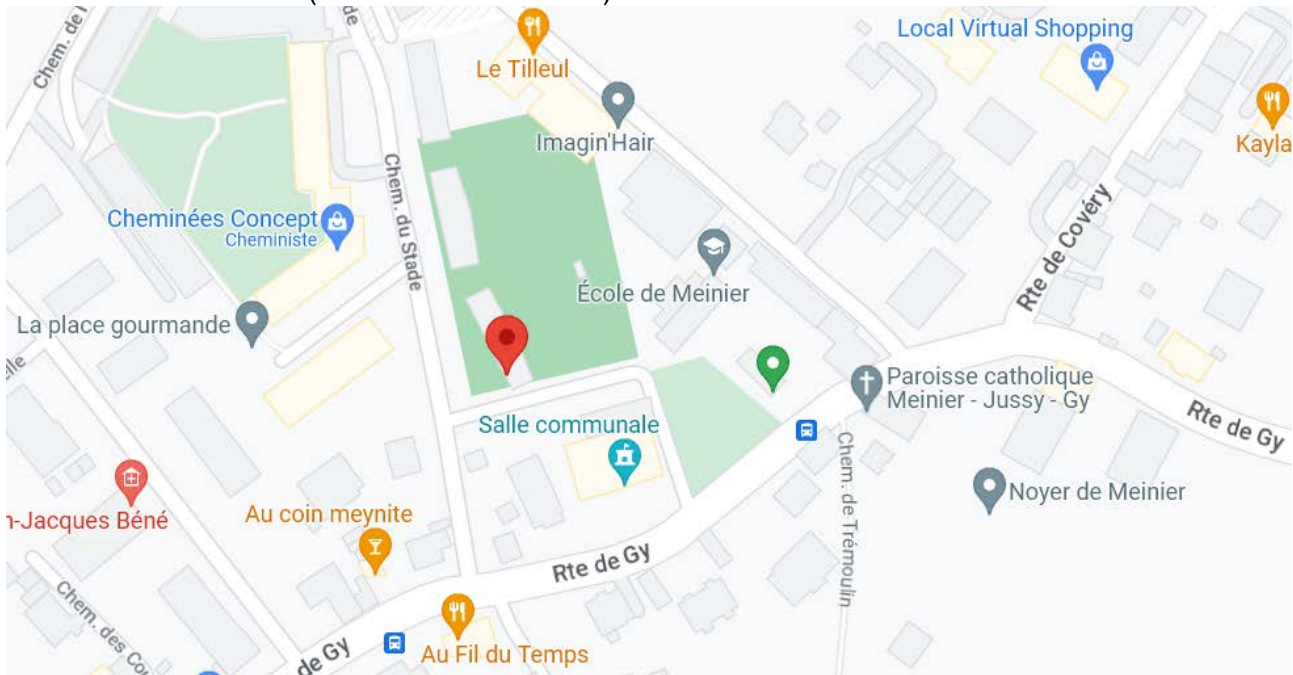 Chem. de
de
Le Tilleul
Local Virtual Shopping
Imagin'Hair
Kayla
Chem. du Stade
Cheminées Concept
Cheministe
École de Meinier
Rte de Covéry
La place gourmande
elle
Paroisse catholique
Meinier - Jussy - Gy
Rte de Gy
Salle communale
Chem. de Trémoulin
Noyer de Meinier
n-Jacques Béné
Au coin meynite
Rte de Gy
Chem. des Cou
de Gy
Au Fil du Temps